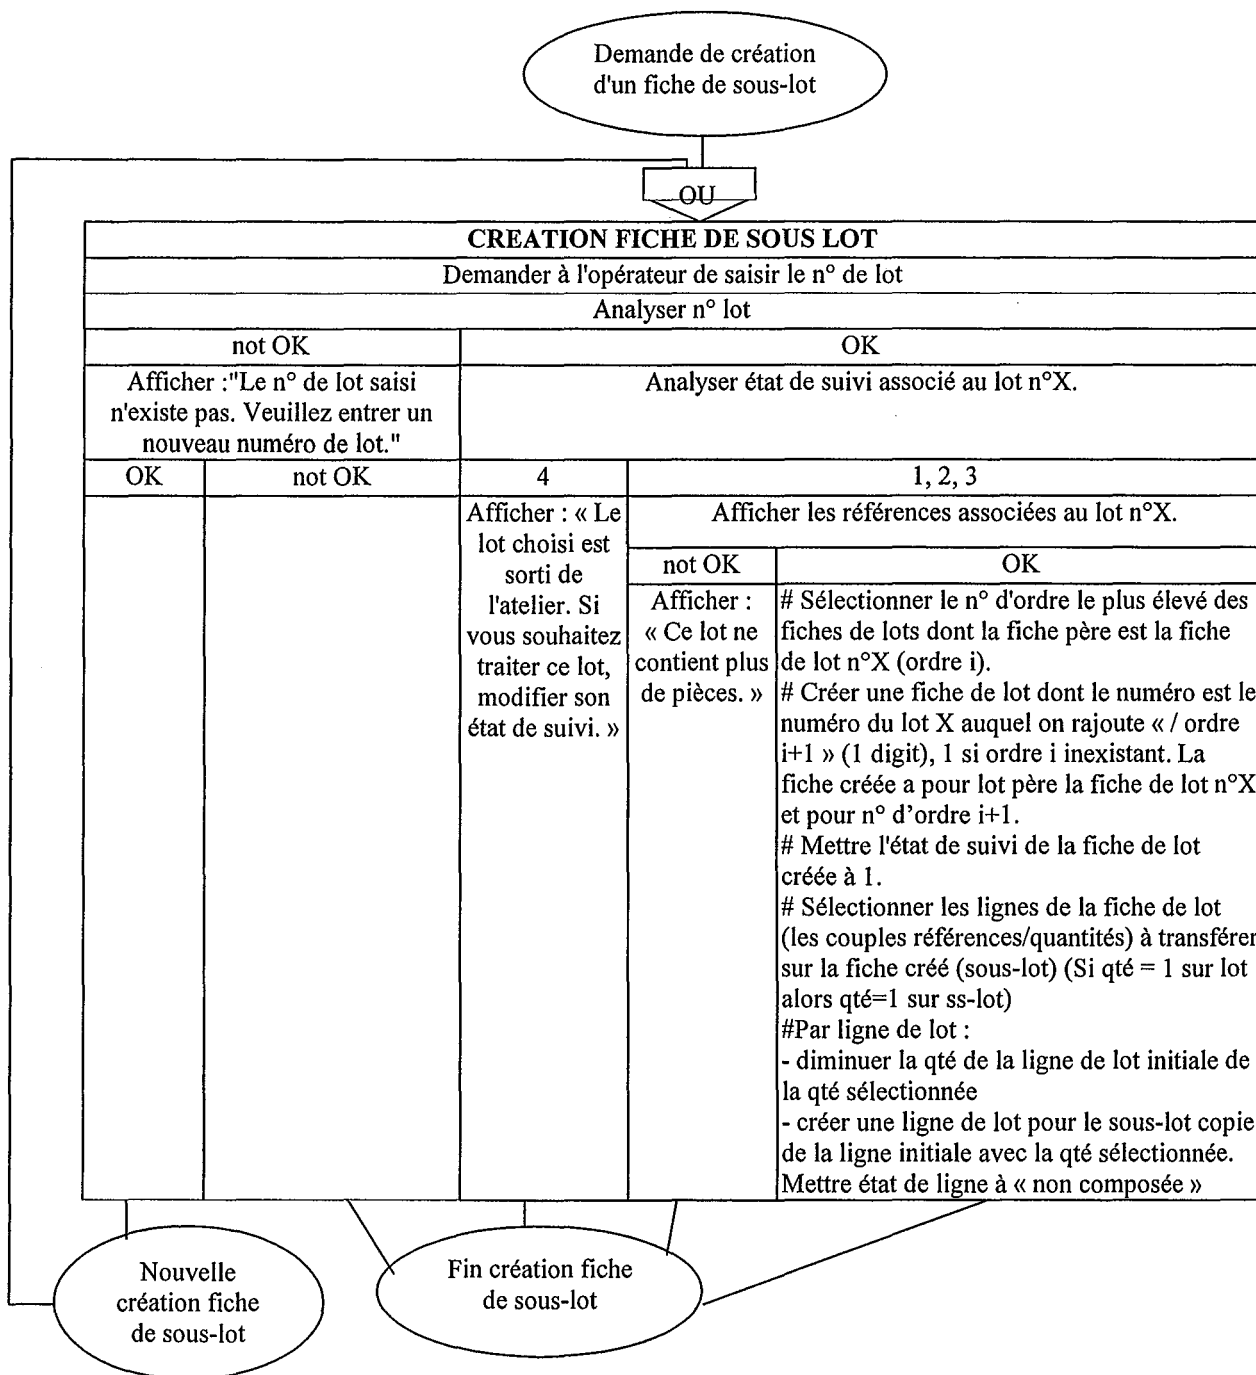 Demande de création
d'un fiche de sous-lot
OU
CREATION FICHE DE SOUS LOT
Demander à l'opérateur de saisir le n° de lot
Analyser n° lot
not OK
OK
Afficher :"Le n° de lot saisi
n'existe pas. Veuillez entrer un
nouveau numéro de lot."
Analyser état de suivi associé au lot n°X.
OK
not OK
4
1, 2, 3
Afficher : « Le
lot choisi est
sorti de
l'atelier. Si
vous souhaitez
traiter ce lot,
modifier son
état de suivi. »
Afficher les références associées au lot n°X.
not OK
OK
Afficher :
« Ce lot ne
contient plus
de pièces. »
# Sélectionner le n° d'ordre le plus élevé des
fiches de lots dont la fiche père est la fiche
de lot n°X (ordre i).
# Créer une fiche de lot dont le numéro est le
numéro du lot X auquel on rajoute « / ordre
i+1 » (1 digit), 1 si ordre i inexistant. La
fiche créée a pour lot père la fiche de lot n°X
et pour n° d’ordre i+1.
# Mettre l'état de suivi de la fiche de lot
créée à 1.
# Sélectionner les lignes de la fiche de lot
(les couples références/quantités) à transférer
sur la fiche créé (sous-lot) (Si qté = 1 sur lot
alors qté=1 sur ss-lot)
#Par ligne de lot :
- diminuer la qté de la ligne de lot initiale de
la qté sélectionnée
- créer une ligne de lot pour le sous-lot copie
de la ligne initiale avec la qté sélectionnée.
Mettre état de ligne à « non composée »
Nouvelle
création fiche
de sous-lot
Fin création fiche
de sous-lot